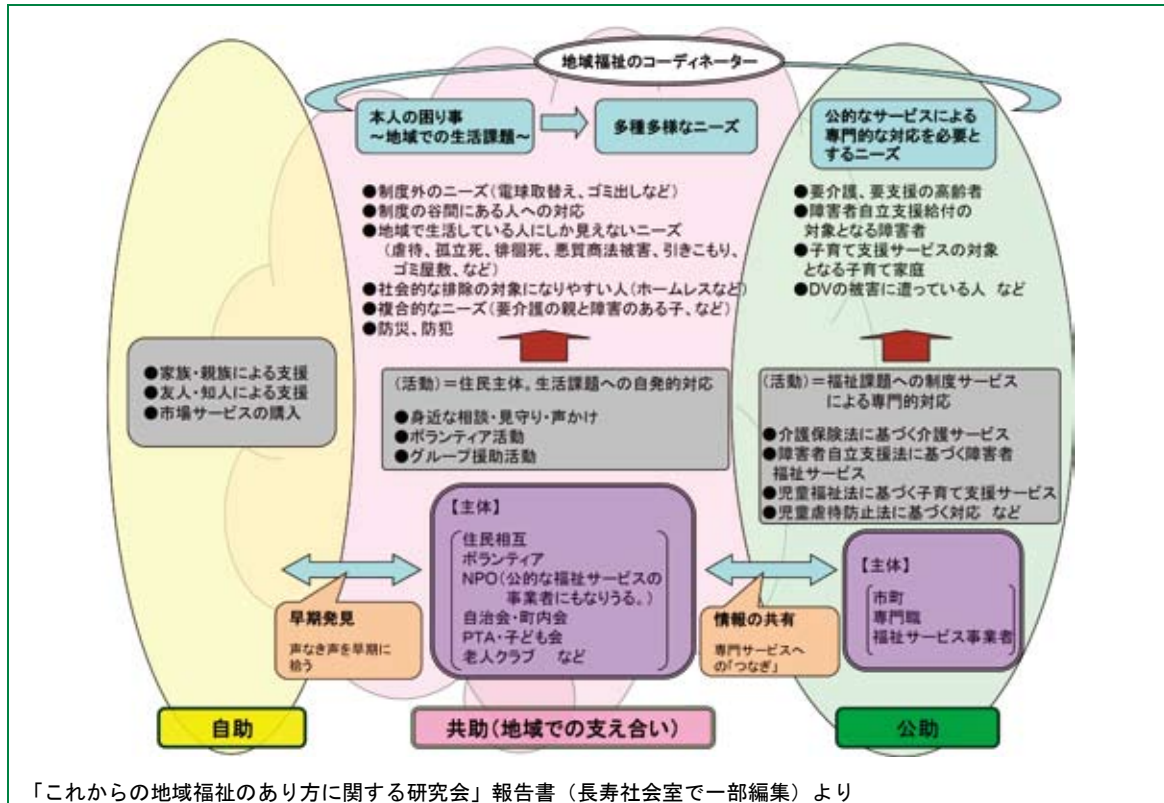 地域福祉のコーディネーター
本人の困り事
~地域での生活課題~
多種多様なニーズ
公的なサービスによる
専門的な対応を必要と
するニーズ
●制度外のニーズ(電球取替え、ゴミ出しなど)
●制度の谷間にある人への対応
●地域で生活している人にしか見えないニーズ
(虐待、孤立死、徘徊死、悪質商法被害、引きこもり、
ゴミ屋敷、など)
●社会的な排除の対象になりやすい人(ホームレスなど)
●複合的なニーズ(要介護の親と障害のある子、など)
●防災、防犯
●要介護、要支援の高齢者
●障害者自立支援給付の
対象となる障害者
●子育て支援サービスの対象
となる子育て家庭
●DVの被害に遭っている人 など
●家族・親族による支援
●友人・知人による支援
●市場サービスの購入
(活動)=住民主体。生活課題への自発的対応
●身近な相談・見守り・声かけ
●ボランティア活動
●グループ援助活動
(活動)=福祉課題への制度サービス
による専門的対応
●介護保険法に基づく介護サービス
●障害者自立支援法に基づく障害者
福祉サービス
●児童福祉法に基づく子育て支援サービス
●児童虐待防止法に基づく対応 など
【主体】
住民相互
ボランティア
NPO(公的な福祉サービスの
事業者にもなりうる。)
自治会・町内会
PTA・子ども会
老人クラブ など
【主体】
市町
専門職
福祉サービス事業者
早期発見
声なき声を早期に
拾う
情報の共有
専門サービスへ
の「つなぎ」
自助
共助(地域での支え合い)
公助
「これからの地域福祉のあり方に関する研究会」報告書(長寿社会室で一部編集)より